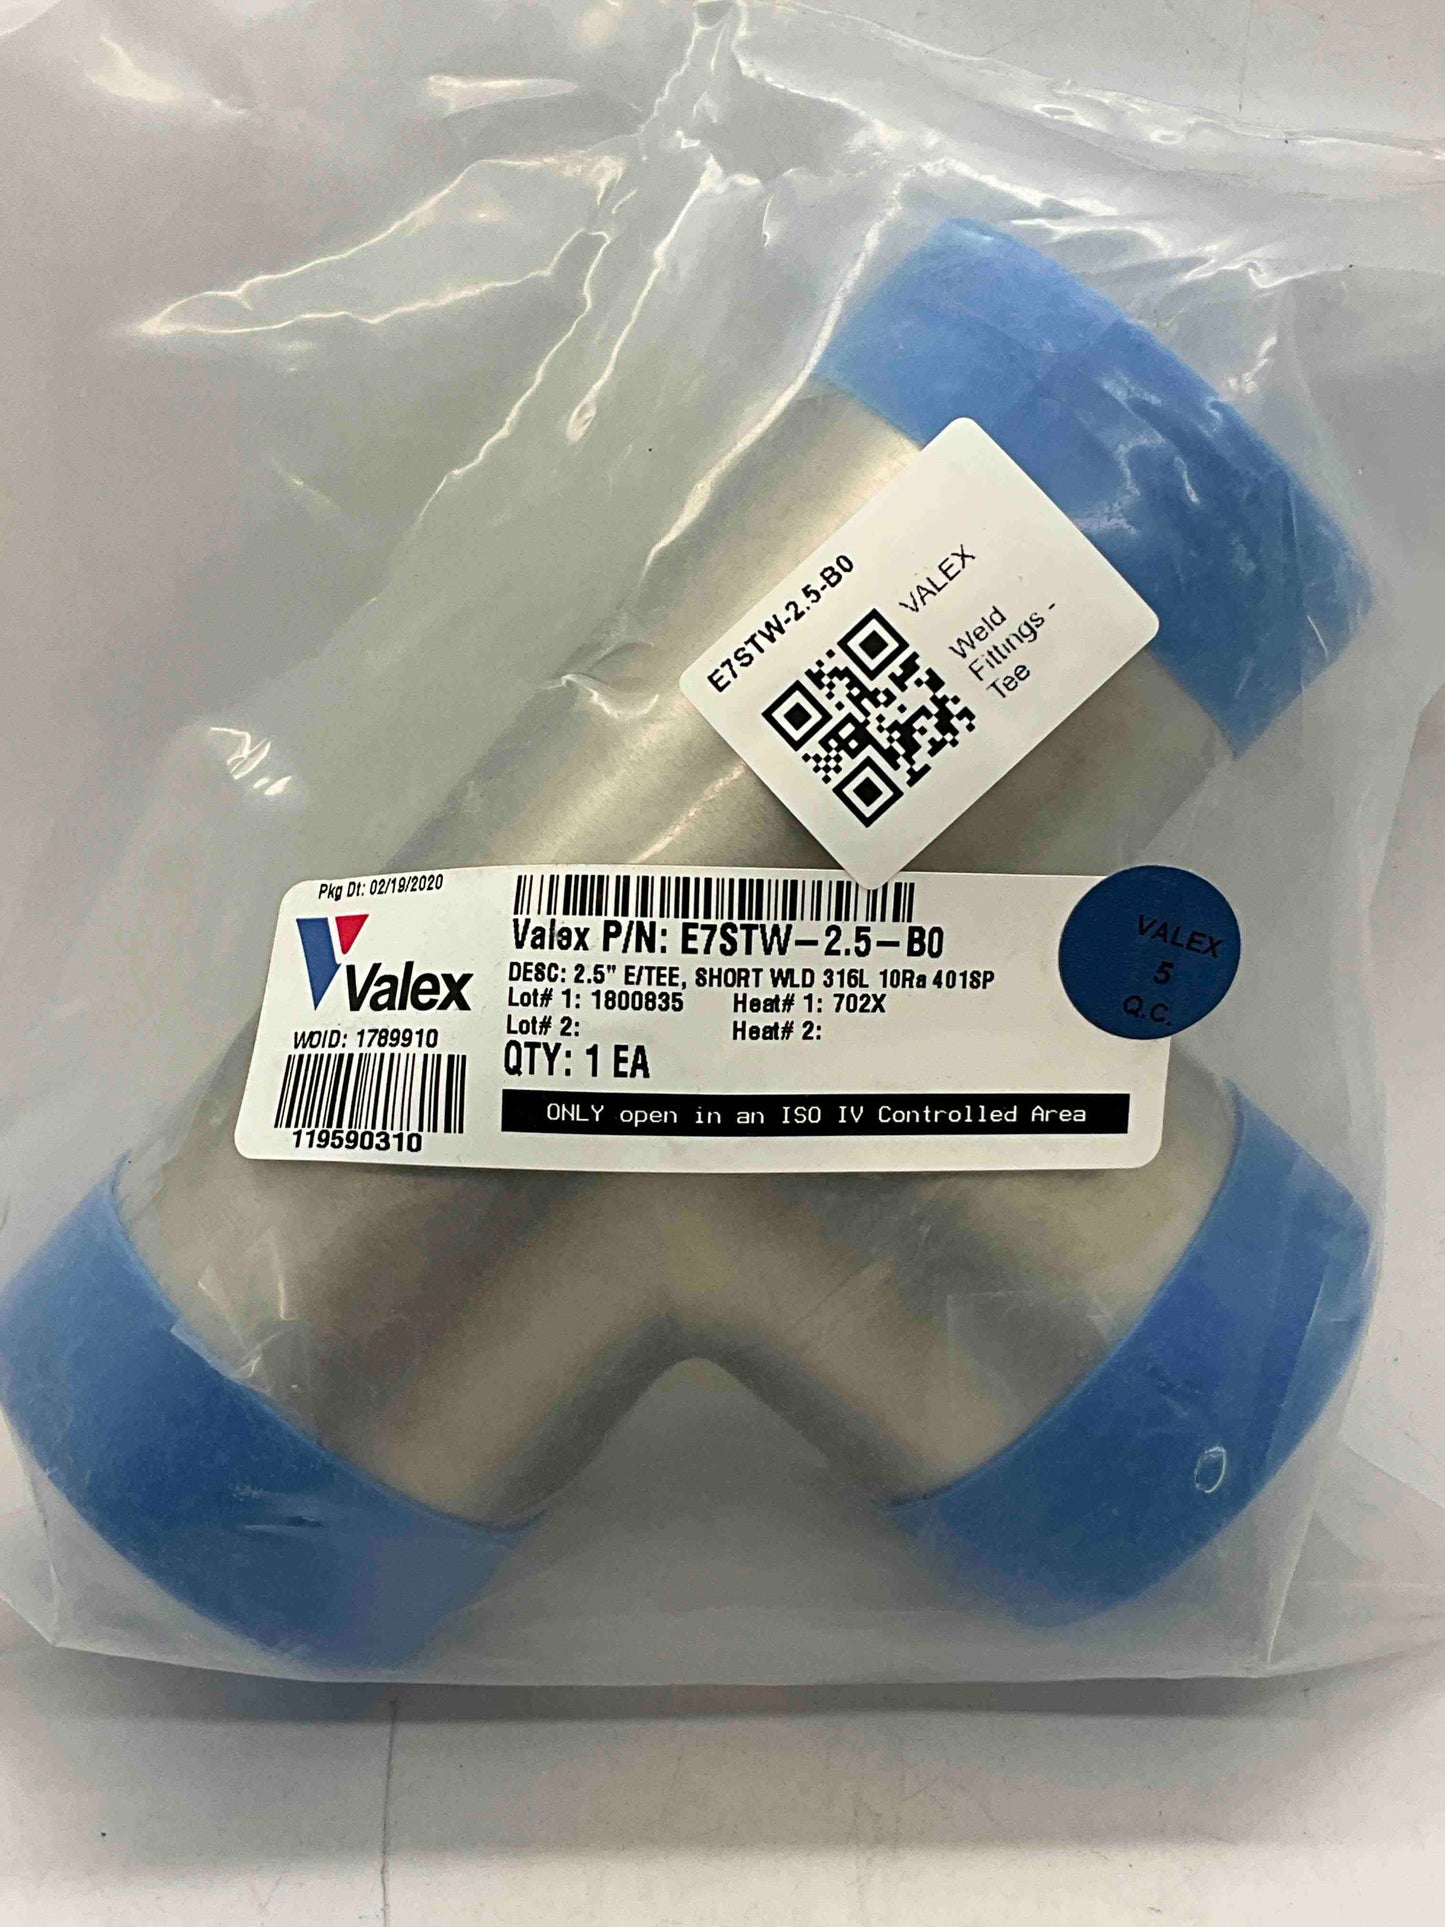 E7STW-2.5-B0
VALEX
Weld
Fittings -
Tee
Pkg Dt: 02/19/2020
Valex
WOID: 1789910
119590310
Valex P/N: E7STW-2.5-B0
DESC: 2.5" E/TEE, SHORT WLD 316L 10Ra 401SP
Lot# 1: 1800835 Heat# 1: 702X
Lot# 2: Heat# 2:
QTY: 1 EA
ONLY open in an ISO IV Controlled Area
VALEX
5
Q.C.